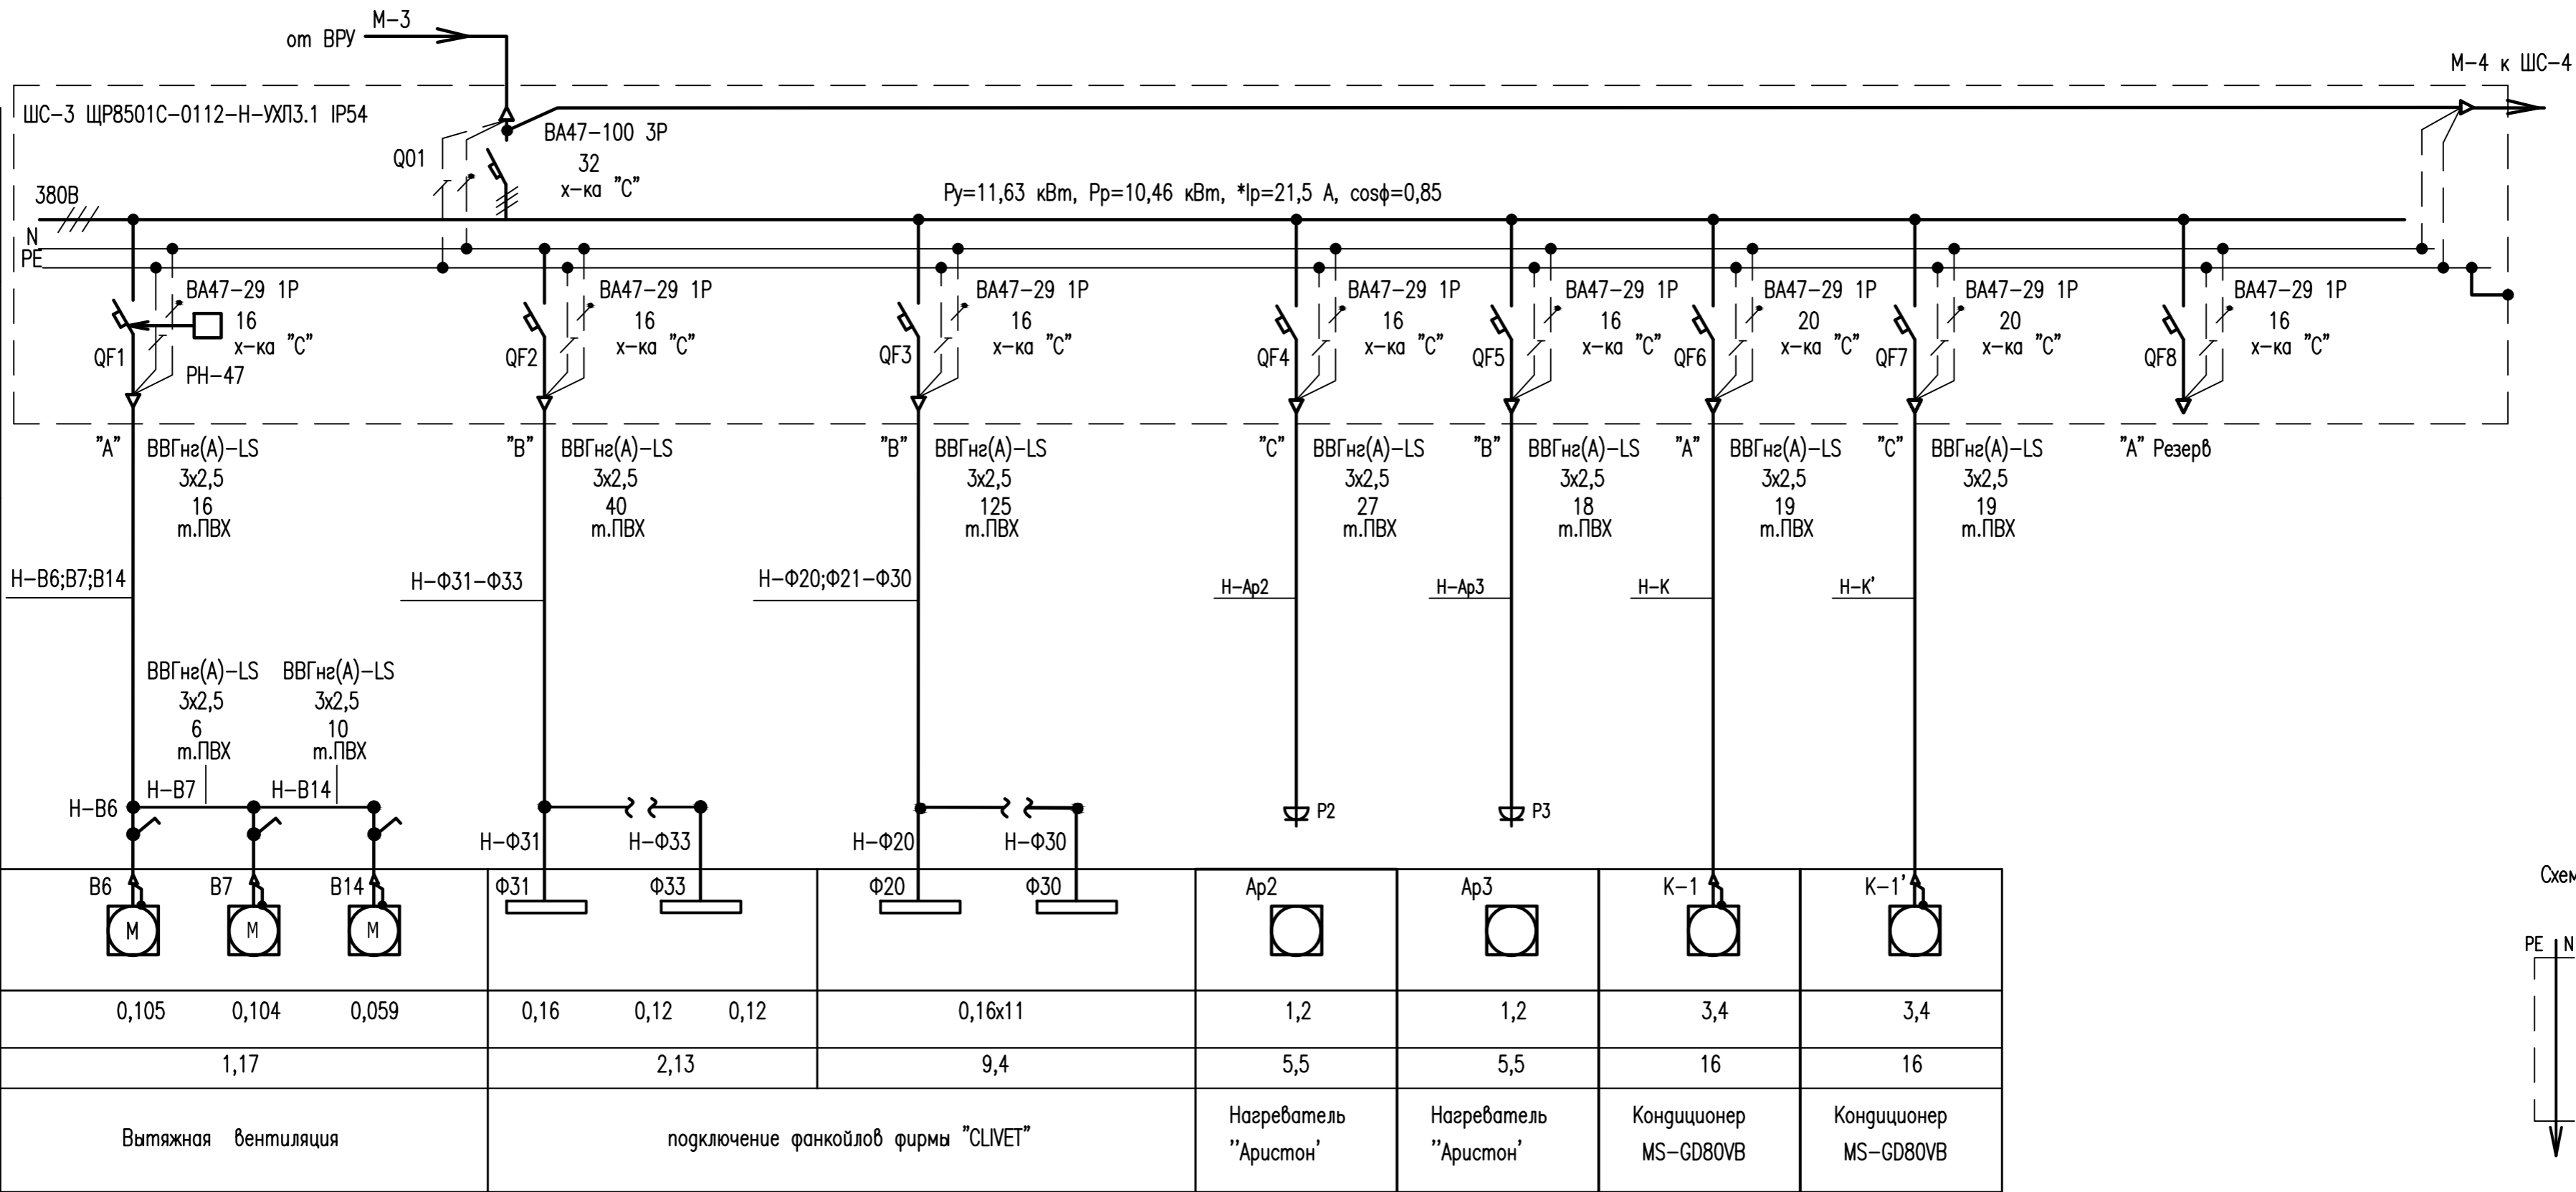 М-3
от ВРУ
М-4 к ШС-4
ШС-3 ЩР8501С-0112-Н-УХЛ3.1 IP54
ВА47-100 3Р
Q01
32
х-ка "С"
380В
Ру=11,63 кВт, Рр=10,46 кВт, *Iр=21,5 А, cosϕ=0,85
N
PE
ВА47-29 1Р
16
х-ка "С"
QF1
РН-47
ВА47-29 1Р
16
х-ка "С"
QF2
ВА47-29 1Р
16
х-ка "С"
QF3
ВА47-29 1Р
16
х-ка "С"
QF4
ВА47-29 1Р
16
х-ка "С"
QF5
ВА47-29 1Р
20
х-ка "С"
QF6
ВА47-29 1Р
20
х-ка "С"
QF7
ВА47-29 1Р
16
х-ка "С"
QF8
"А" ВВГнг(А)-LS
3х2,5
16
т.ПВХ
"В" ВВГнг(А)-LS
3х2,5
40
т.ПВХ
"В" ВВГнг(А)-LS
3х2,5
125
т.ПВХ
"С" ВВГнг(А)-LS
3х2,5
27
т.ПВХ
"В" ВВГнг(А)-LS
3х2,5
18
т.ПВХ
"А" ВВГнг(А)-LS
3х2,5
19
т.ПВХ
"С" ВВГнг(А)-LS
3х2,5
19
т.ПВХ
"А" Резерв
Н-В6;В7;В14
Н-Ф31-Ф33
Н-Ф20;Ф21-Ф30
Н-Ар2
Н-Ар3
Н-К
Н-К'
ВВГнг(А)-LS
3х2,5
6
т.ПВХ
ВВГнг(А)-LS
3х2,5
10
т.ПВХ
Н-В6
Н-В7
Н-В14
Р2
Р3
Н-Ф31
Н-Ф33
Н-Ф20
Н-Ф30
В6
В7
В14
Ф31
Ф33
Ф20
Ф30
Ар2
Ар3
К-1
К-1'
Схем
М
М
М
PE N
0,105 0,104 0,059 0,16 0,12 0,12 0,16х11 1,2 1,2 3,4 3,4
1,17 2,13 9,4 5,5 5,5 16 16
Вытяжная вентиляция
подключение фанкойлов фирмы "CLIVET"
Нагреватель
''Аристон'
Нагреватель
''Аристон'
Кондиционер
MS-GD80VB
Кондиционер
MS-GD80VB